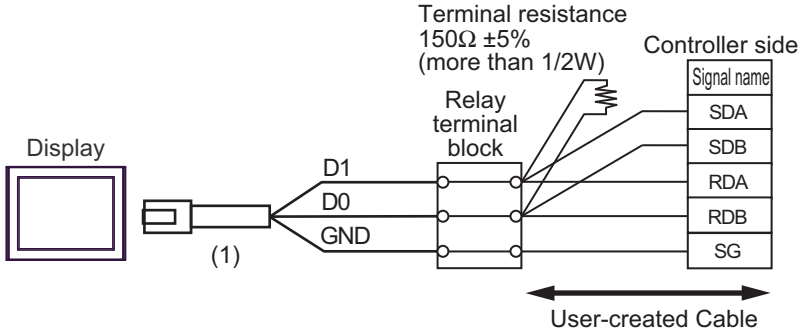 Terminal resistance
150Ω ±5%
(more than 1/2W)
Controller side
Signal name
Relay
terminal
block
SDA
SDB
Display
D1
RDA
D0
RDB
GND
SG
(1)
User-created Cable